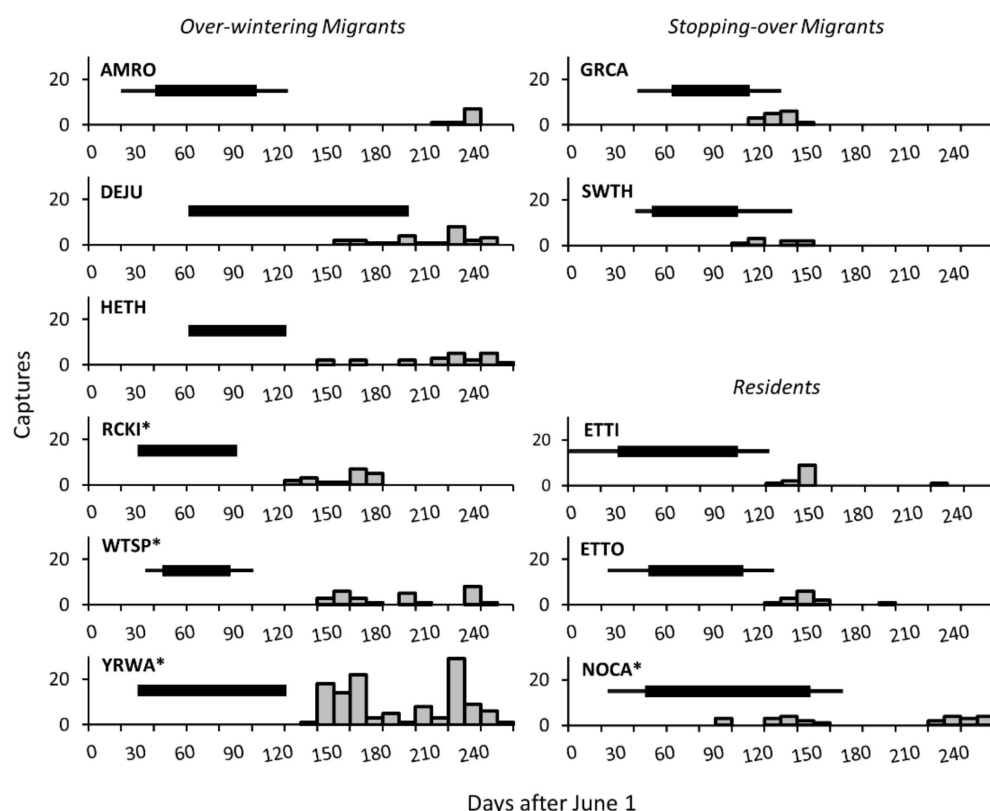 Over-wintering Migrants
Stopping-over Migrants
AMRO
20
0
0 30 60 90 120 150 180 210 240
GRCA
20
0
0 30 60 90 120 150 180 210 240
DEJU
20
0
0 30 60 90 120 150 180 210 240
SWTH
20
0
0 30 60 90 120 150 180 210 240
HETH
20
0
0 30 60 90 120 150 180 210 240
Captures
Residents
RCKI*
20
0
0 30 60 90 120 150 180 210 240
ETTI
20
0
0 30 60 90 120 150 180 210 240
WTSP*
20
0
0 30 60 90 120 150 180 210 240
ETTO
20
0
0 30 60 90 120 150 180 210 240
YRWA*
20
0
0 30 60 90 120 150 180 210 240
NOCA*
20
0
0 30 60 90 120 150 180 210 240
Days after June 1